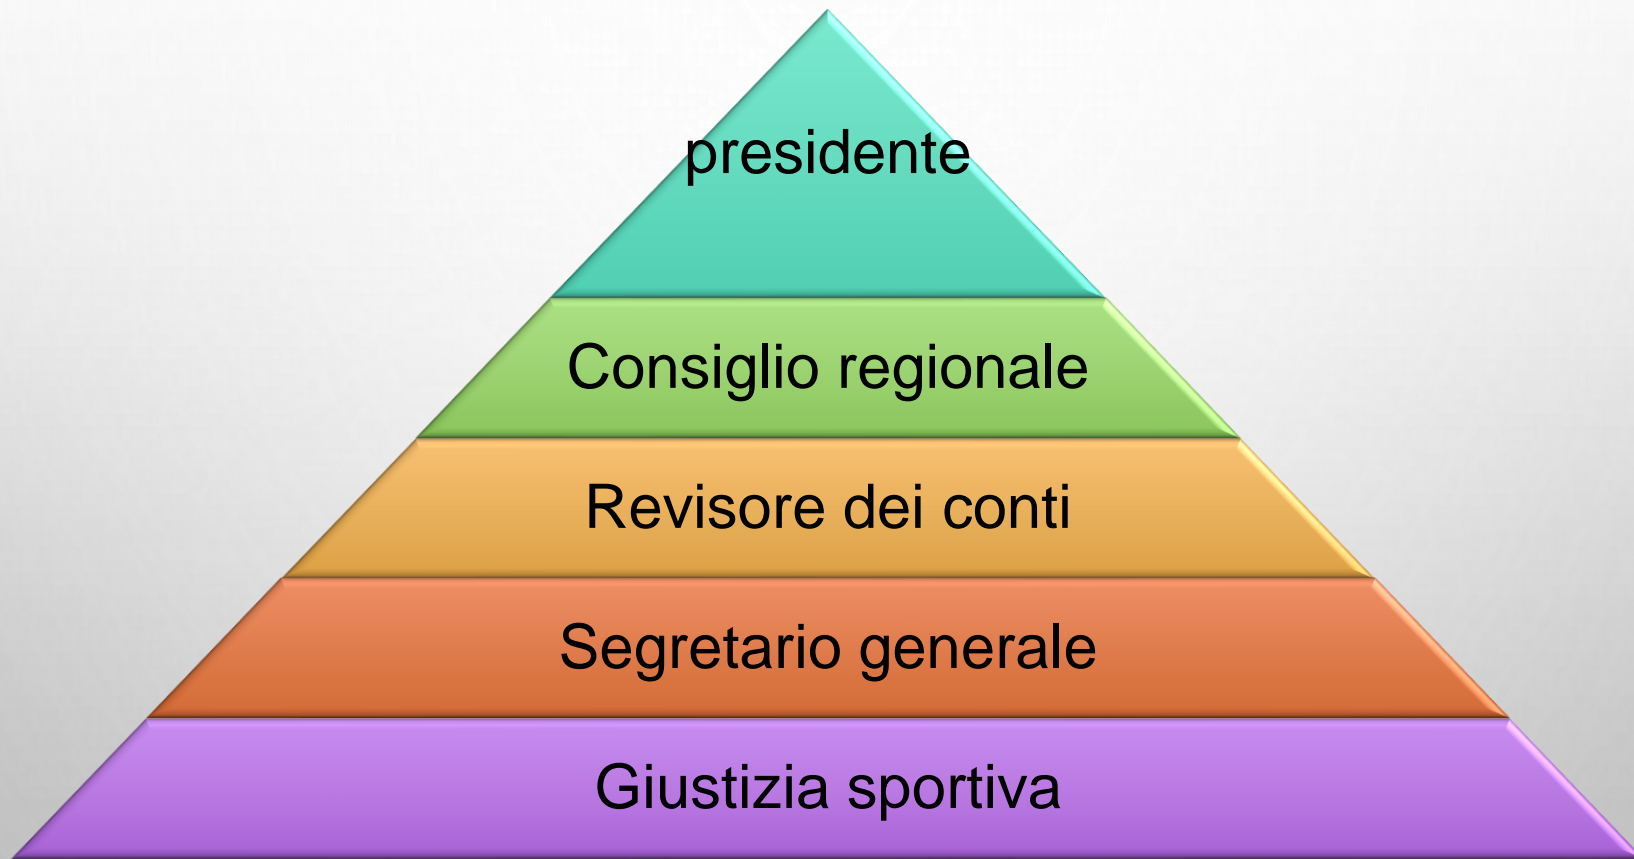 presidente
Consiglio regionale
Revisore dei conti
Segretario generale
Giustizia sportiva